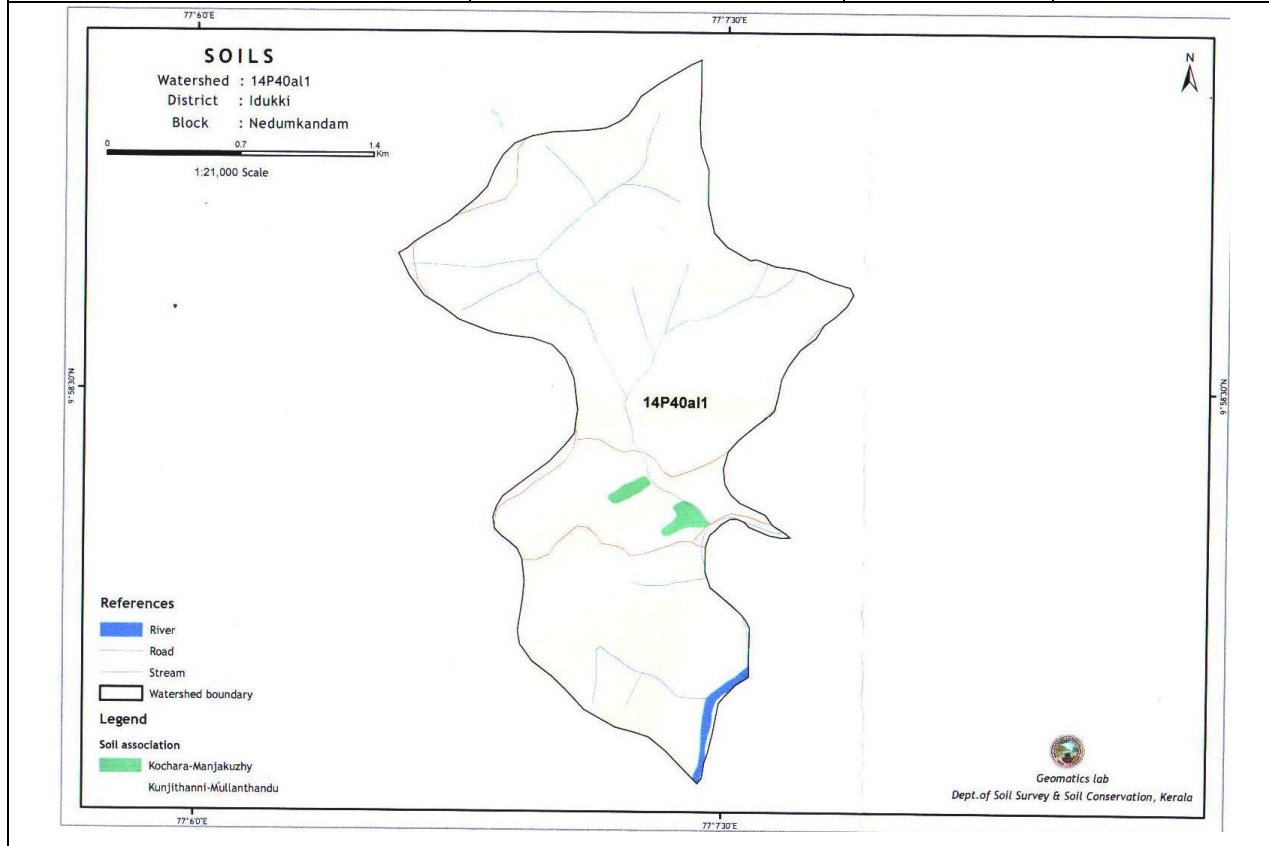 77°6'0"E
77°7'30"E
SOILS
Watershed : 14P40al1
District : Idukki
Block : Nedumkandam
0 0.7 1.4
Km
1:21,000 Scale
N
9°58'30"N
9°58'30"N
14P40al1
References
River
Road
Stream
Watershed boundary
Legend
Soil association
Kochara-Manjakuzhy
Kunjithanni-Mullanthandu
Geomatics lab
Dept.of Soil Survey & Soil Conservation, Kerala
77°6'0"E
77°7'30"E